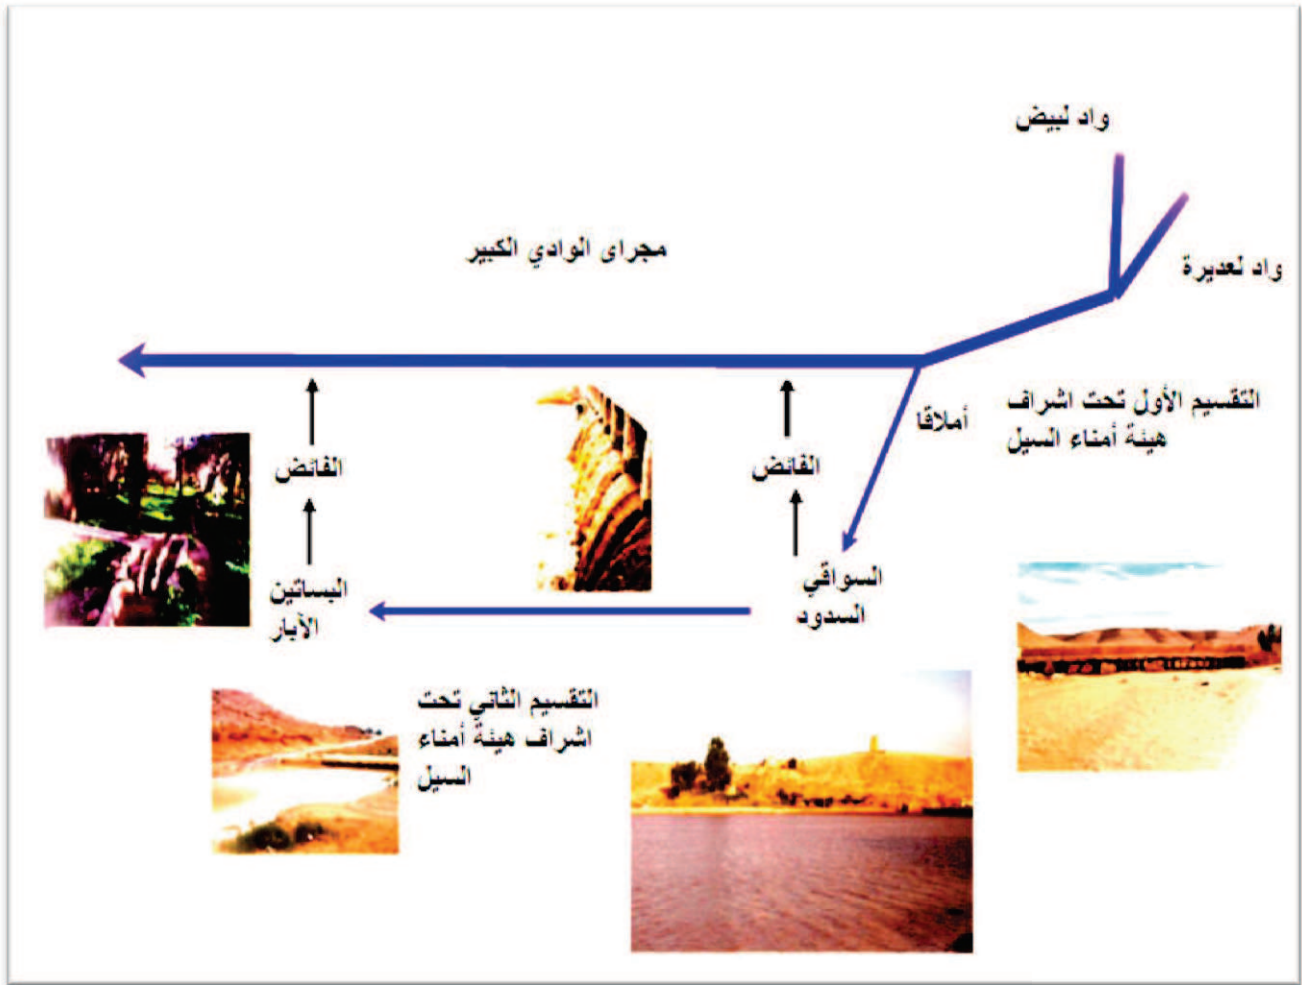 واد لبيض
واد لعديرة
مجراى الوادي الكبير
التقسيم الأول تحت اشراف
هيئة أمناء السيل
أملاقا
الفائض
الفائض
السواقي
السدود
البساتين
الآبار
التقسيم الثاني تحت
اشراف هيئة أمناء
السيل